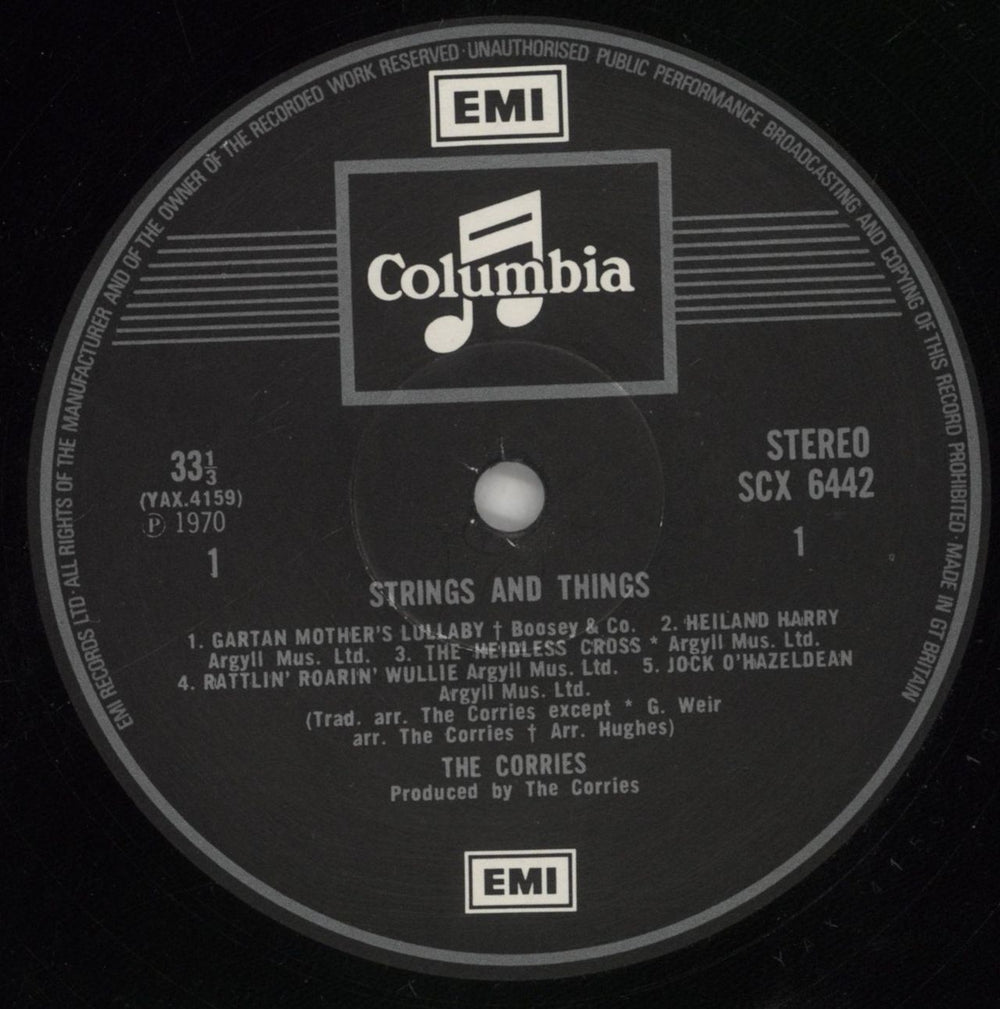 EMI RECORDS LTD · ALL RIGHTS OF THE MANUFACTURER AND OF THE OWNER OF THE RECORDED WORK RESERVED · UNAUTHORISED PUBLIC PERFORMANCE BROADCASTING AND COPYING OF THIS RECORD PROHIBITED · MADE IN GT BRITAIN
EMI
Columbia
33⅓
(YAX.4159)
℗ 1970
1
STEREO
SCX 6442
1
STRINGS AND THINGS
1. GARTAN MOTHER'S LULLABY † Boosey & Co. 2. HEILAND HARRY
Argyll Mus. Ltd. 3. THE HEIDLESS CROSS * Argyll Mus. Ltd.
4. RATTLIN' ROARIN' WULLIE Argyll Mus. Ltd. 5. JOCK O'HAZELDEAN
Argyll Mus. Ltd.
(Trad. arr. The Corries except * G. Weir
arr. The Corries † Arr. Hughes)
THE CORRIES
Produced by The Corries
EMI